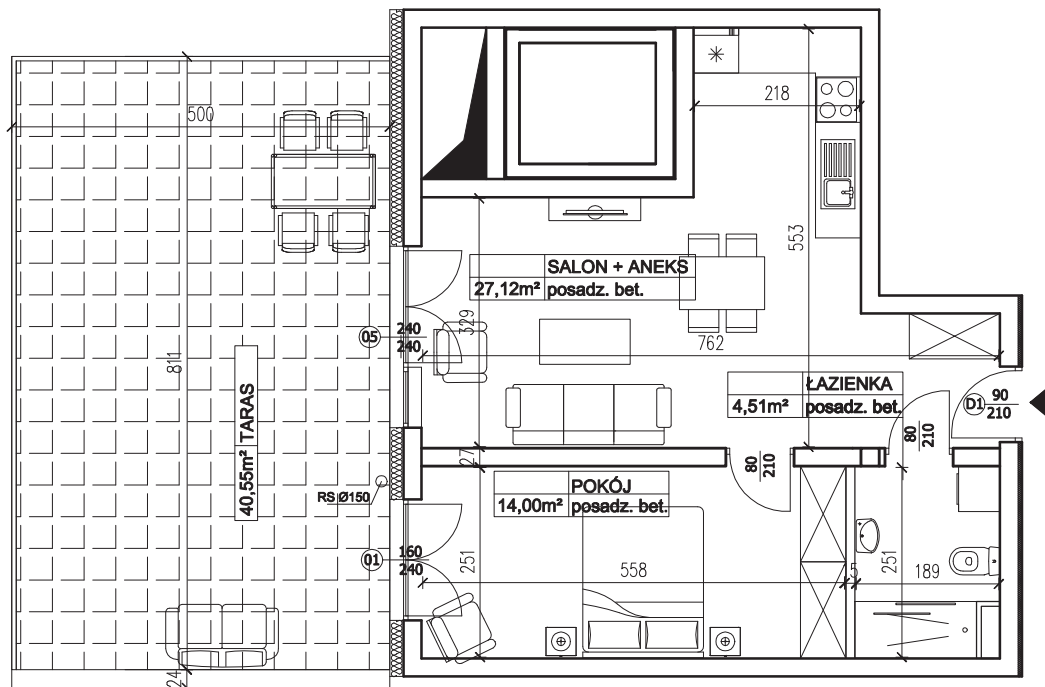 500
218
553
SALON + ANEKS
27,12m² posadz. bet.
329
762
05 240
240
811
40,55m² TARAS
ŁAZIENKA
4,51m² posadz. bet.
D1 90
210
80
210
80
210
27
POKÓJ
14,00m² posadz. bet.
RS Ø150
01 160
240
251
558
5
251
189
24